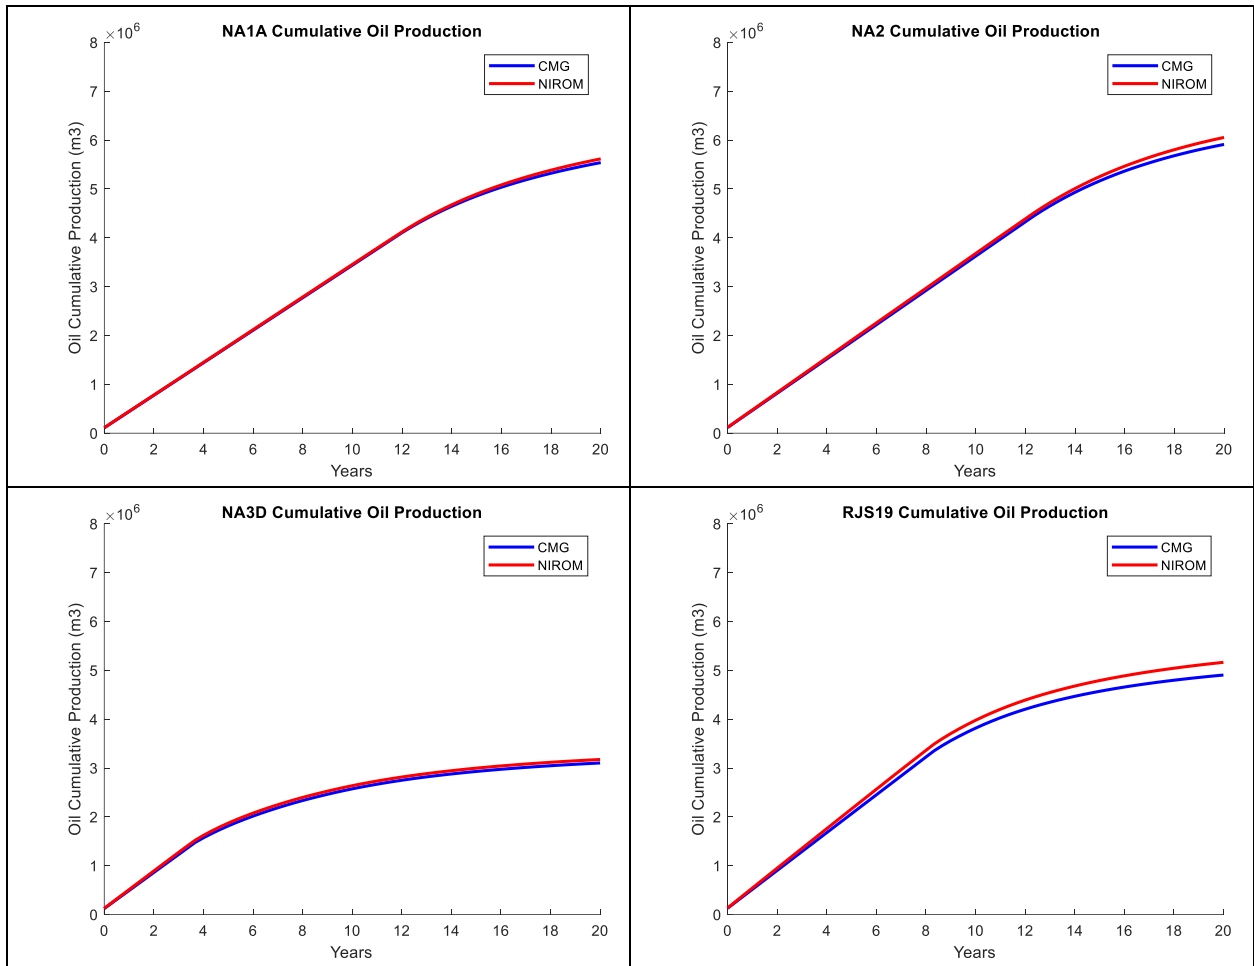 NA1A Cumulative Oil Production
×10^6
CMG
NIROM
8
7
6
5
4
3
2
1
0
Oil Cumulative Production (m3)
0 2 4 6 8 10 12 14 16 18 20
Years
NA2 Cumulative Oil Production
×10^6
CMG
NIROM
8
7
6
5
4
3
2
1
0
Oil Cumulative Production (m3)
0 2 4 6 8 10 12 14 16 18 20
Years
NA3D Cumulative Oil Production
×10^6
CMG
NIROM
8
7
6
5
4
3
2
1
0
Oil Cumulative Production (m3)
0 2 4 6 8 10 12 14 16 18 20
Years
RJS19 Cumulative Oil Production
×10^6
CMG
NIROM
8
7
6
5
4
3
2
1
0
Oil Cumulative Production (m3)
0 2 4 6 8 10 12 14 16 18 20
Years